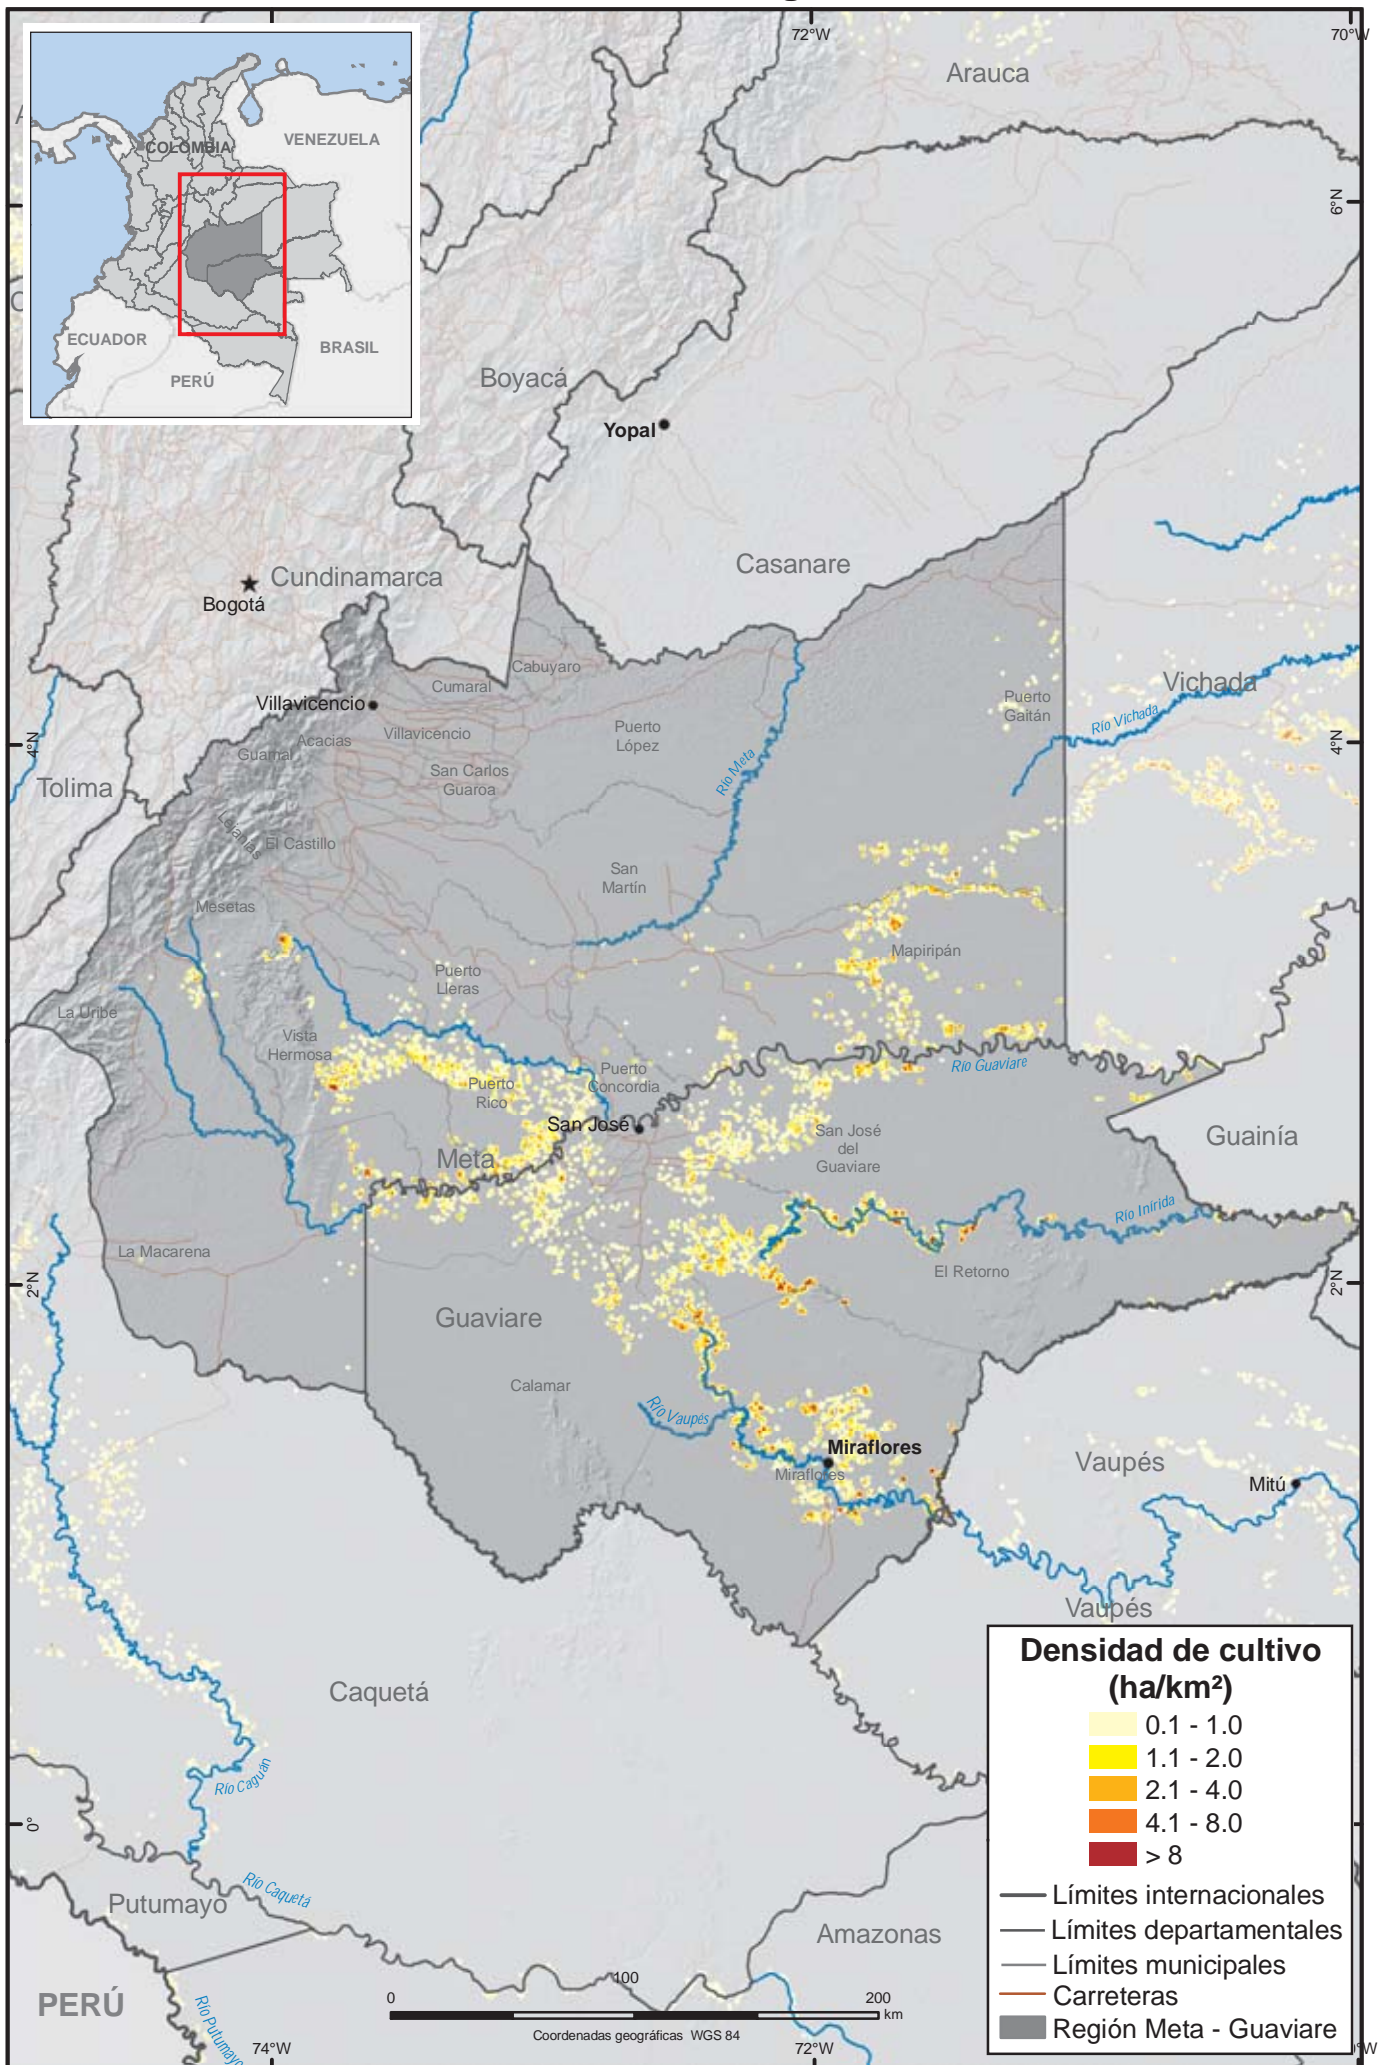 72°W
70°W
Arauca
VENEZUELA
COLOMBIA
ECUADOR
PERÚ
BRASIL
6°N
Boyacá
Yopal
Casanare
Cundinamarca
Bogotá
Cabuyaro
Cumaral
Villavicencio
Villavicencio
Acacias
Guamal
Puerto
López
Puerto
Gaitán
Vichada
Río Vichada
4°N
4°N
Tolima
San Carlos
Guaroa
Río Meta
Lejanías
El Castillo
San
Martín
Mesetas
Mapiripán
Puerto
Lleras
La Uribe
Vista
Hermosa
Puerto
Concordia
Río Guaviare
Puerto
Rico
San José
San José
del
Guaviare
Guainía
Meta
Río Inírida
La Macarena
El Retorno
2°N
2°N
Guaviare
Calamar
Río Vaupés
Miraflores
Miraflores
Vaupés
Mitú
Vaupés
Caquetá
Río Caguán
0°
Río Caquetá
Putumayo
Amazonas
PERÚ
Río Putumayo
Densidad de cultivo
(ha/km²)
0.1 - 1.0
1.1 - 2.0
2.1 - 4.0
4.1 - 8.0
> 8
Límites internacionales
Límites departamentales
Límites municipales
Carreteras
Región Meta - Guaviare
0
100
200
km
Coordenadas geográficas WGS 84
74°W
72°W